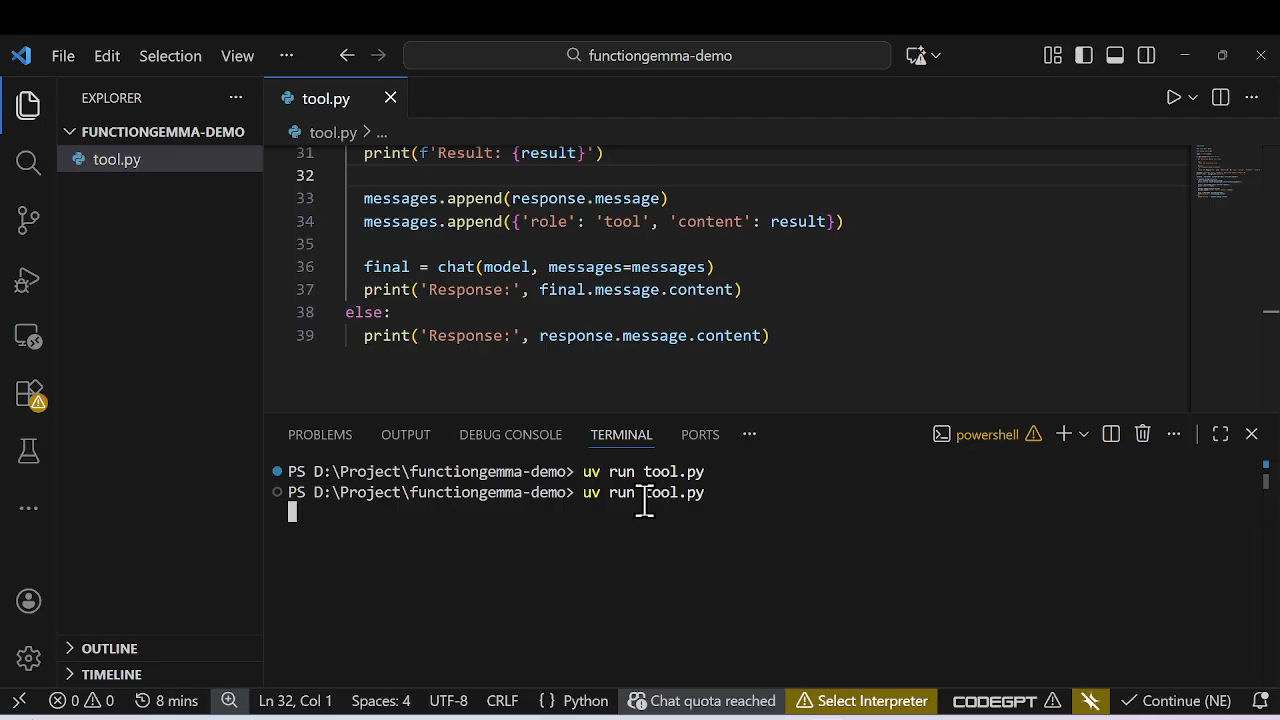 File Edit Selection View ··· functiongemma-demo
EXPLORER ···
FUNCTIONGEMMA-DEMO
tool.py
tool.py
tool.py > ...
31 print(f'Result: {result}')
32
33 messages.append(response.message)
34 messages.append({'role': 'tool', 'content': result})
35
36 final = chat(model, messages=messages)
37 print('Response:', final.message.content)
38 else:
39 print('Response:', response.message.content)
PROBLEMS OUTPUT DEBUG CONSOLE TERMINAL PORTS ··· powershell
PS D:\Project\functiongemma-demo> uv run tool.py
PS D:\Project\functiongemma-demo> uv run tool.py
OUTLINE
TIMELINE
0 0 8 mins Ln 32, Col 1 Spaces: 4 UTF-8 CRLF { } Python Chat quota reached Select Interpreter CODEGPT Continue (NE)